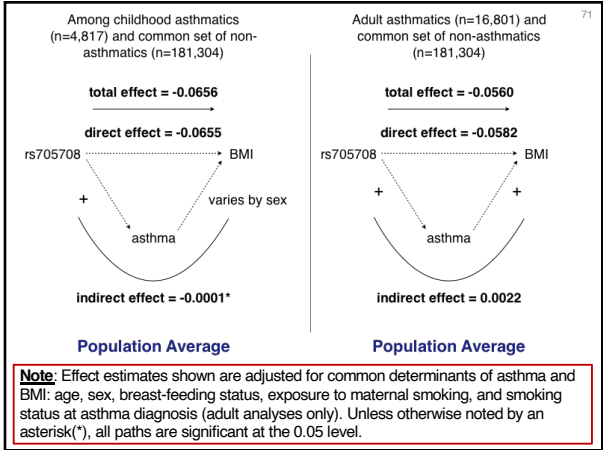 71
Among childhood asthmatics
(n=4,817) and common set of non-
asthmatics (n=181,304)
total effect = -0.0656
direct effect = -0.0655
rs705708
BMI
+
varies by sex
asthma
indirect effect = -0.0001*
Population Average
Adult asthmatics (n=16,801) and
common set of non-asthmatics
(n=181,304)
total effect = -0.0560
direct effect = -0.0582
rs705708
BMI
+
+
asthma
indirect effect = 0.0022
Population Average
Note: Effect estimates shown are adjusted for common determinants of asthma and
BMI: age, sex, breast-feeding status, exposure to maternal smoking, and smoking
status at asthma diagnosis (adult analyses only). Unless otherwise noted by an
asterisk(*), all paths are significant at the 0.05 level.